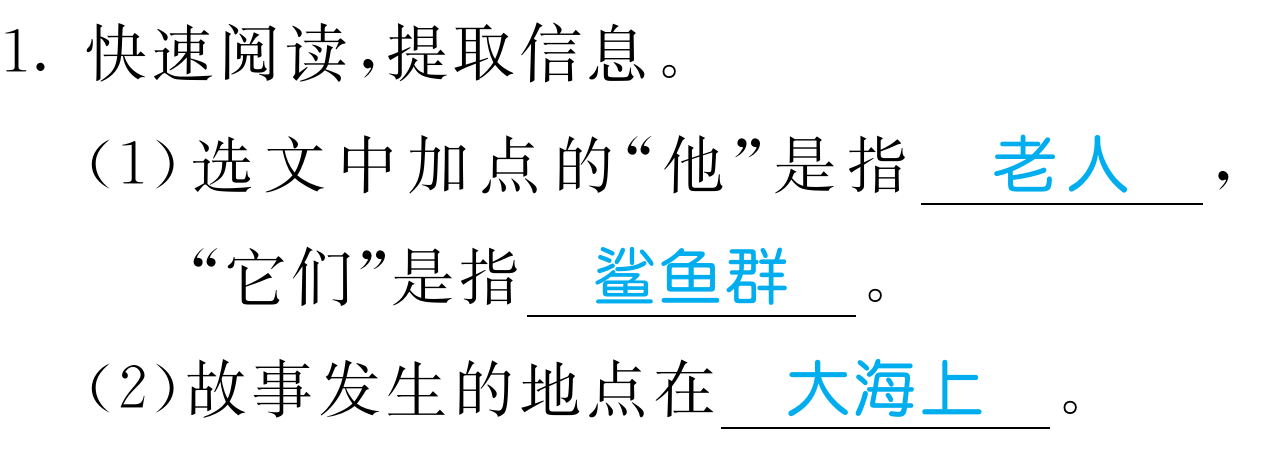 1. 快速阅读,提取信息。
(1)选文中加点的“他”是指 老人 ,
“它们”是指 鲨鱼群 。
(2)故事发生的地点在 大海上 。